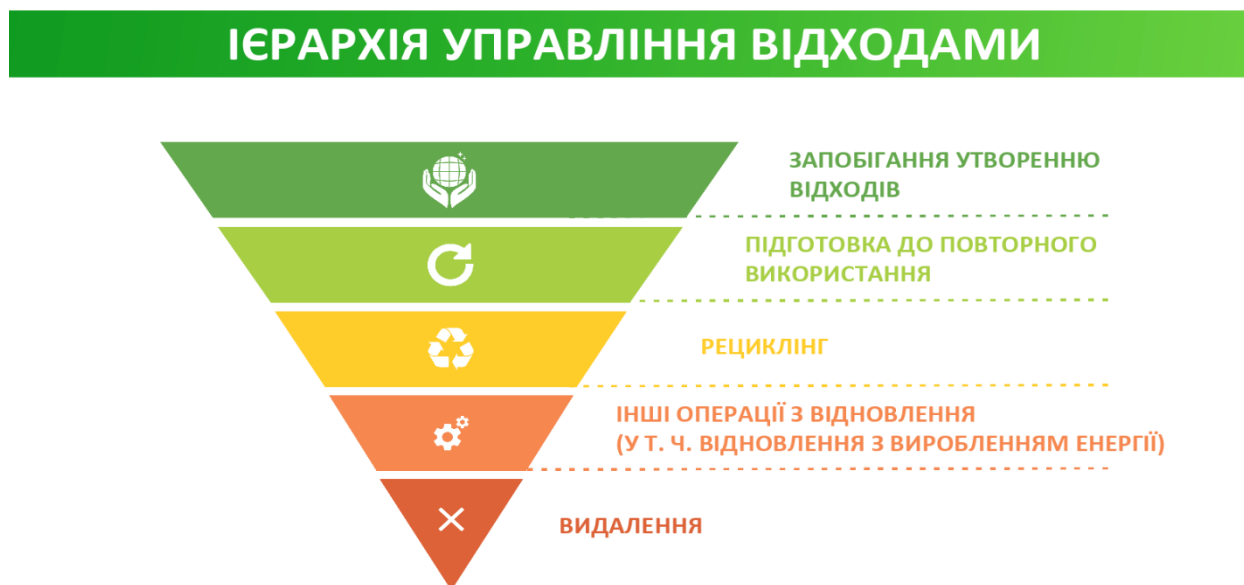 ІЄРАРХІЯ УПРАВЛІННЯ ВІДХОДАМИ
ЗАПОБІГАННЯ УТВОРЕННЮ
ВІДХОДІВ
ПІДГОТОВКА ДО ПОВТОРНОГО
ВИКОРИСТАННЯ
РЕЦИКЛІНГ
ІНШІ ОПЕРАЦІЇ З ВІДНОВЛЕННЯ
(У Т. Ч. ВІДНОВЛЕННЯ З ВИРОБЛЕННЯМ ЕНЕРГІЇ)
ВИДАЛЕННЯ